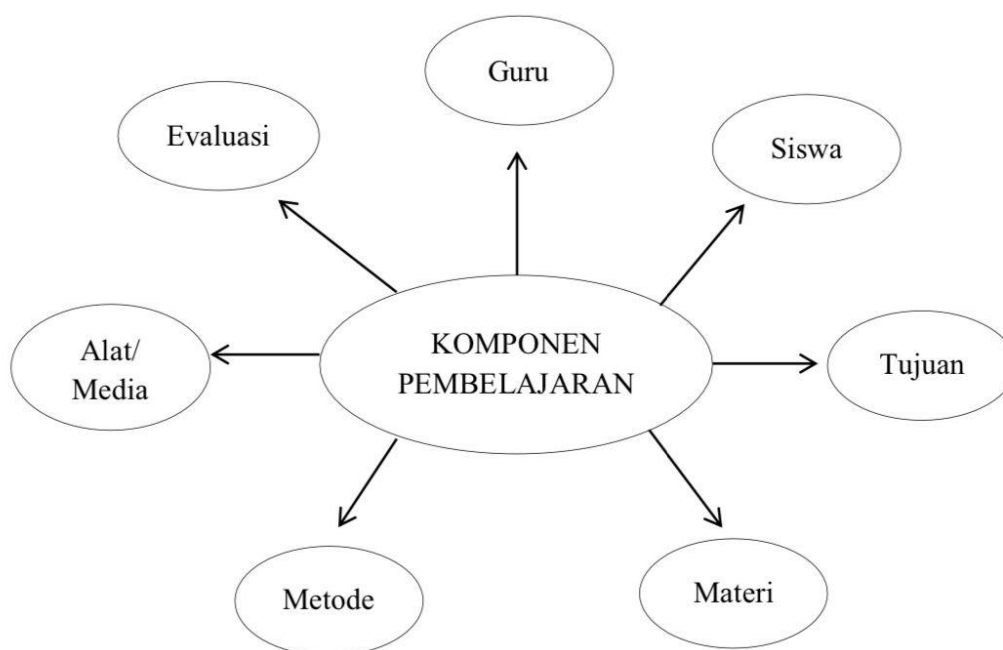 Guru
Evaluasi
Siswa
KOMPONEN
PEMBELAJARAN
Alat/
Media
Tujuan
Metode
Materi